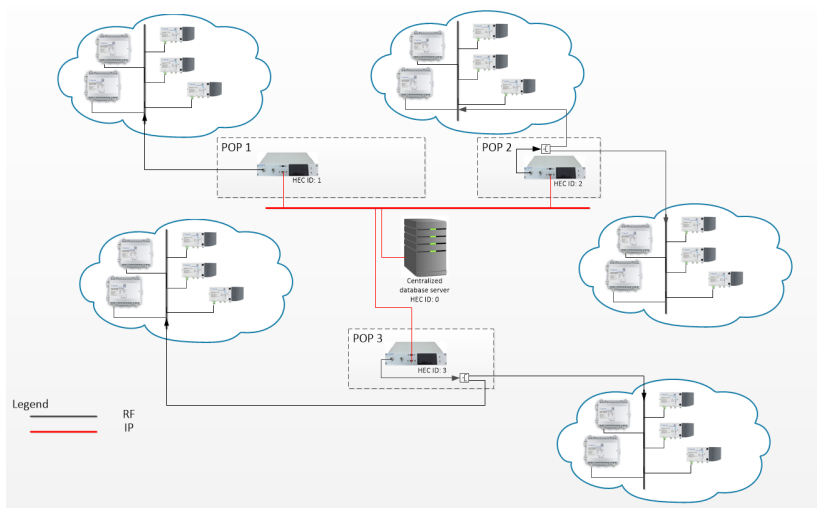 POP 1
HEC ID: 1
POP 2
HEC ID: 2
Centralized
database server
HEC ID: 0
POP 3
HEC ID: 3
Legend
RF
IP